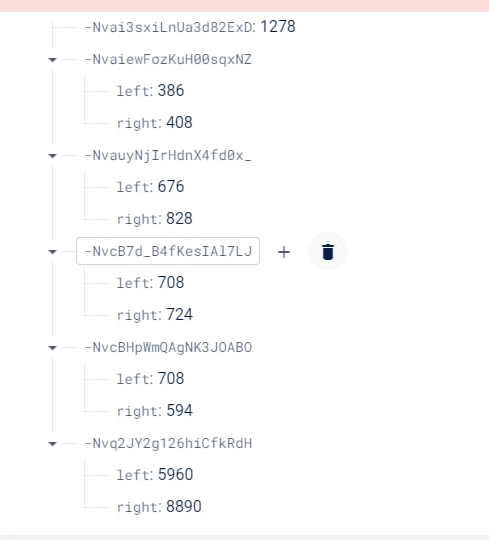 -Nvai3sxiLnUa3d82ExD: 1278
-NvaiewFozKuH00sqxNZ
left: 386
right: 408
-NvauyNjIrHdnX4fd0x_
left: 676
right: 828
-NvcB7d_B4fKesIAl7LJ
left: 708
right: 724
-NvcBHpWmQAgNK3JOABO
left: 708
right: 594
-Nvq2JY2g126hiCfkRdH
left: 5960
right: 8890